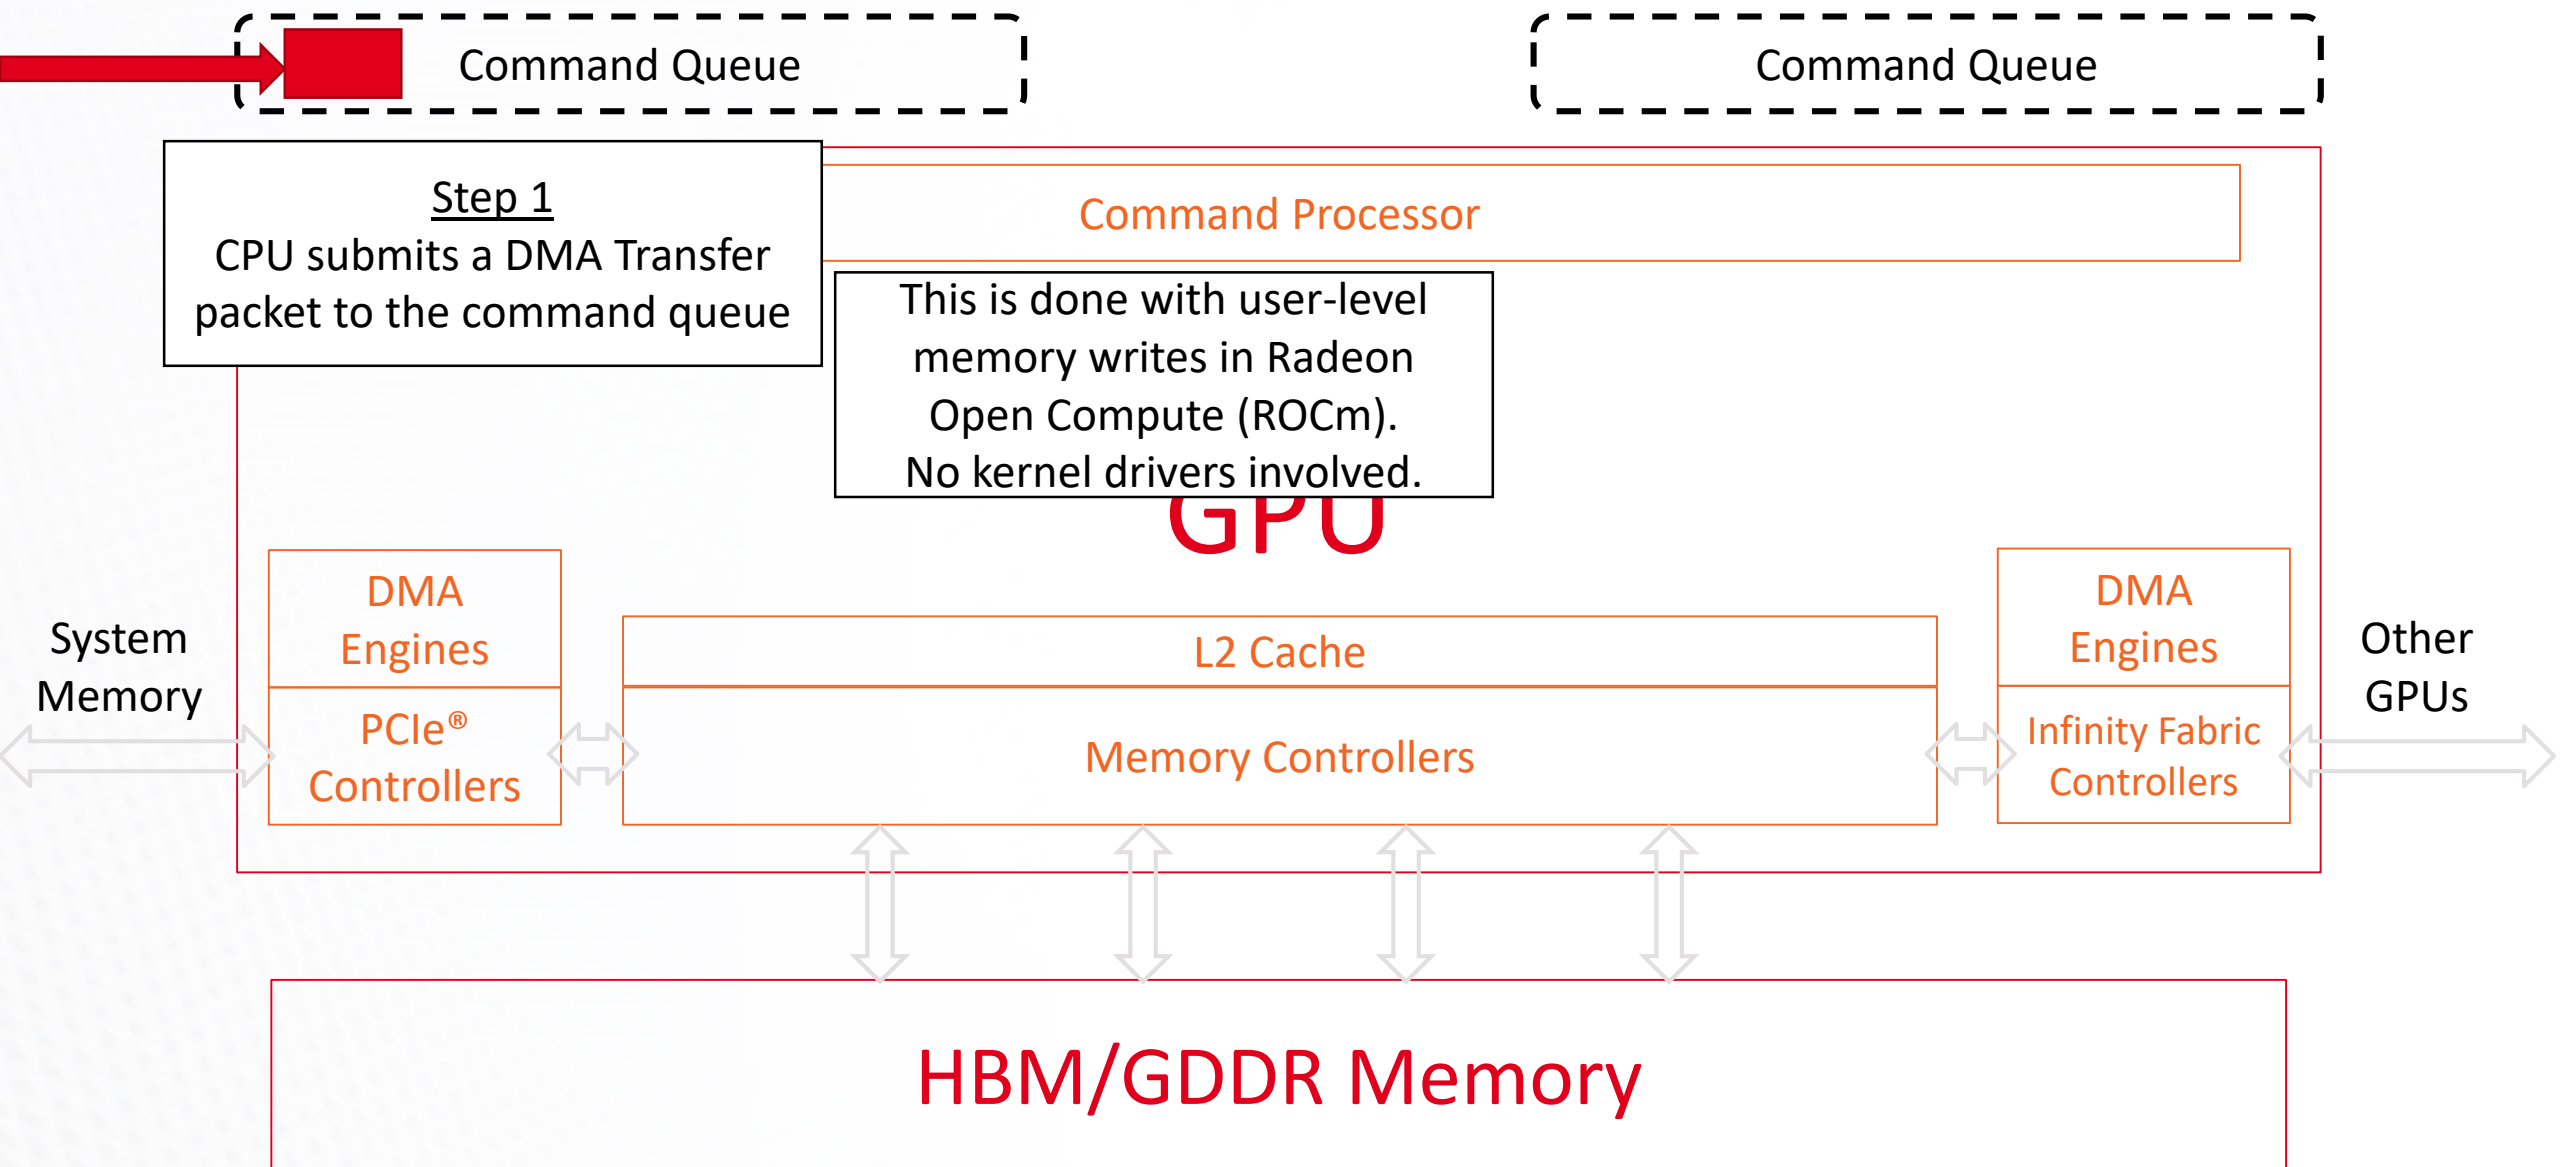 Command Queue
Command Queue
Step 1
CPU submits a DMA Transfer
packet to the command queue
Command Processor
This is done with user-level
memory writes in Radeon
Open Compute (ROCm).
No kernel drivers involved.
GPU
System
Memory
DMA
Engines
PCIe®
Controllers
L2 Cache
Memory Controllers
DMA
Engines
Infinity Fabric
Controllers
Other
GPUs
HBM/GDDR Memory